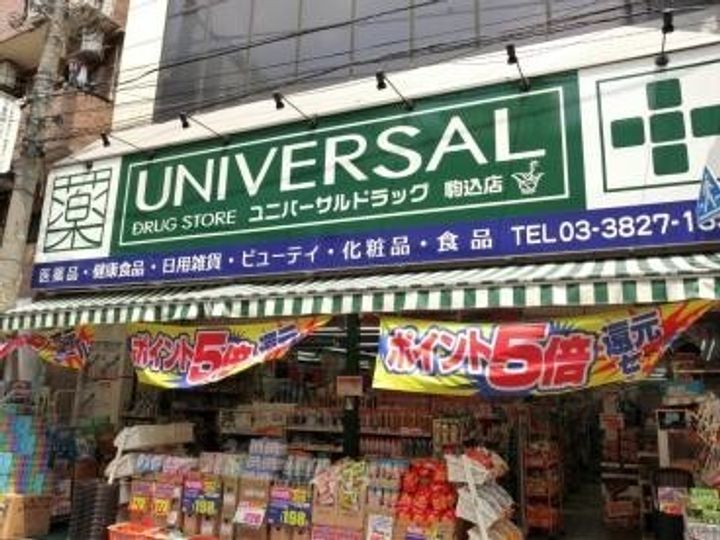 薬
UNIVERSAL
DRUG STORE ユニバーサルドラッグ 駒込店
医薬品・健康食品・日用雑貨・ビューティ・化粧品・食品 TEL03-3827-1
ポイント5倍還元
ポイント5倍還元
198
198